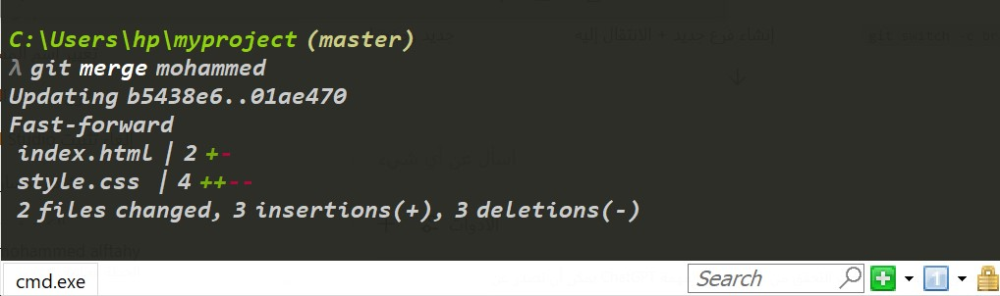 C:\Users\hp\myproject (master)
λ git merge mohammed
Updating b5438e6..01ae470
Fast-forward
index.html | 2 +-
style.css | 4 ++--
2 files changed, 3 insertions(+), 3 deletions(-)
cmd.exe
Search
1